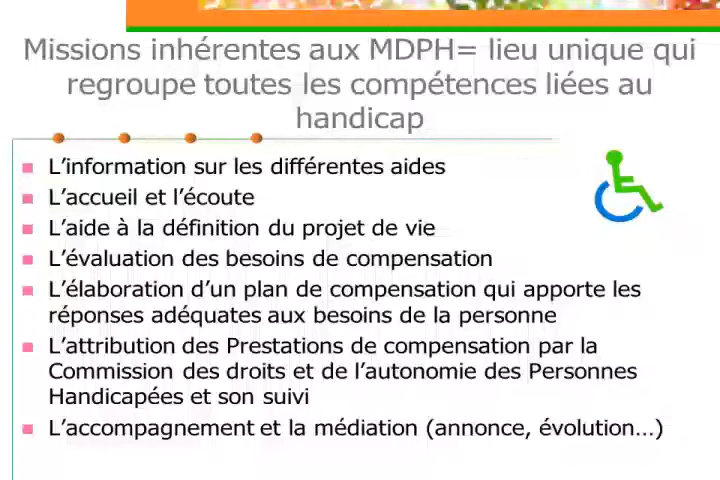 Missions inhérentes aux MDPH= lieu unique qui
regroupe toutes les compétences liées au
handicap
L’information sur les différentes aides
L’accueil et l’écoute
L’aide à la définition du projet de vie
L’évaluation des besoins de compensation
L’élaboration d’un plan de compensation qui apporte les
réponses adéquates aux besoins de la personne
L’attribution des Prestations de compensation par la
Commission des droits et de l’autonomie des Personnes
Handicapées et son suivi
L’accompagnement et la médiation (annonce, évolution…)